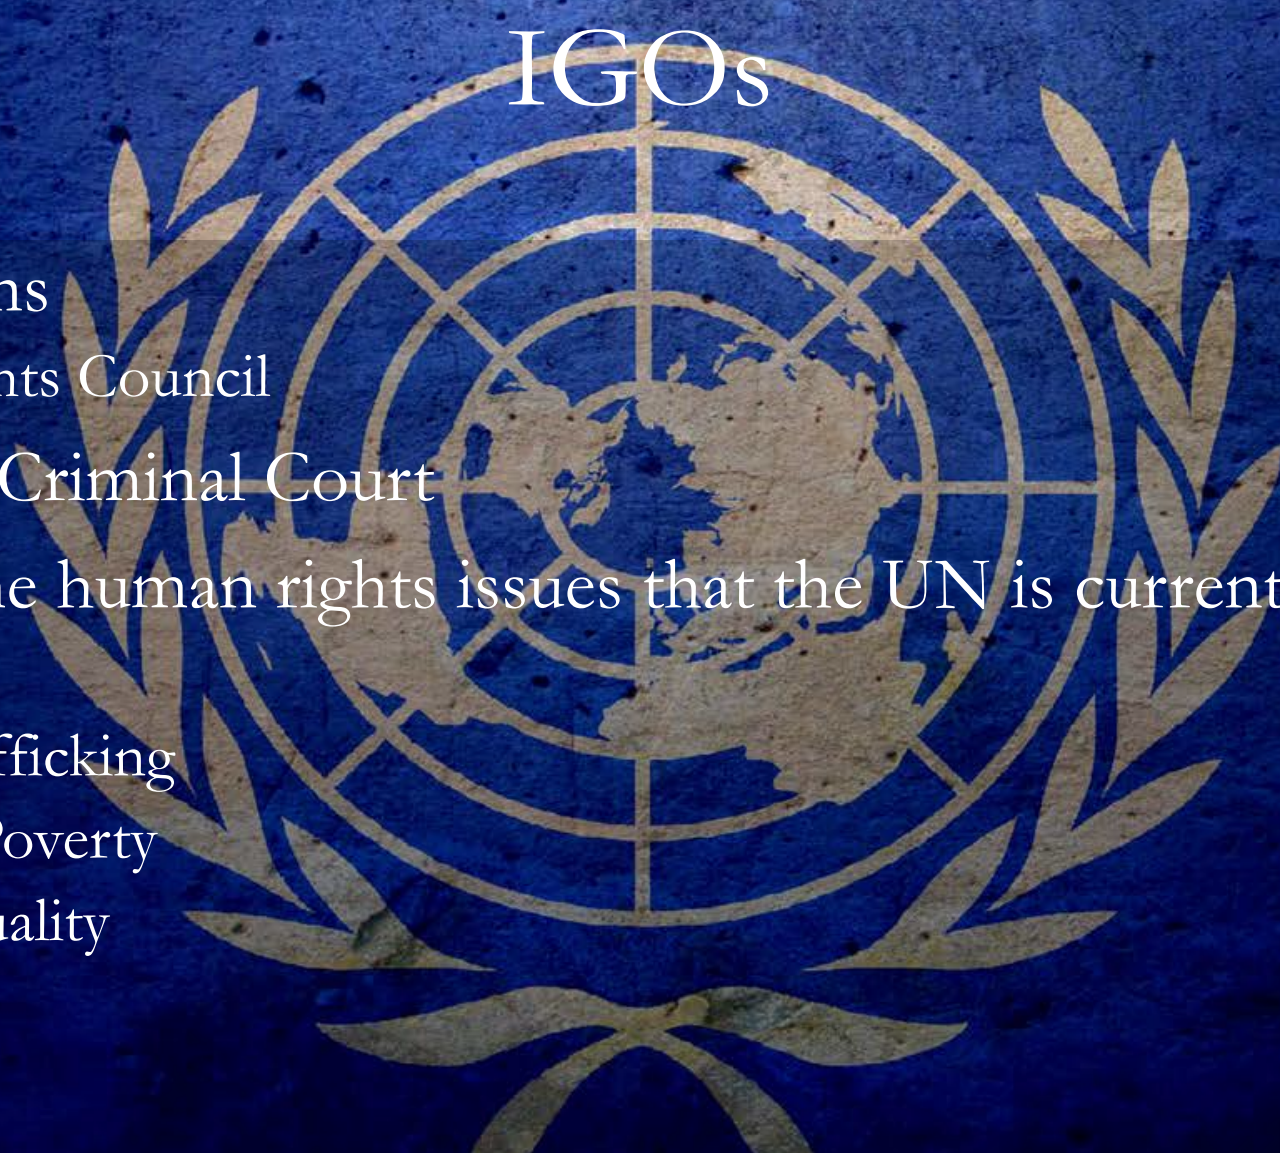 IGOs
ns
nts Council
Criminal Court
ne human rights issues that the UN is current
fficking
Poverty
uality